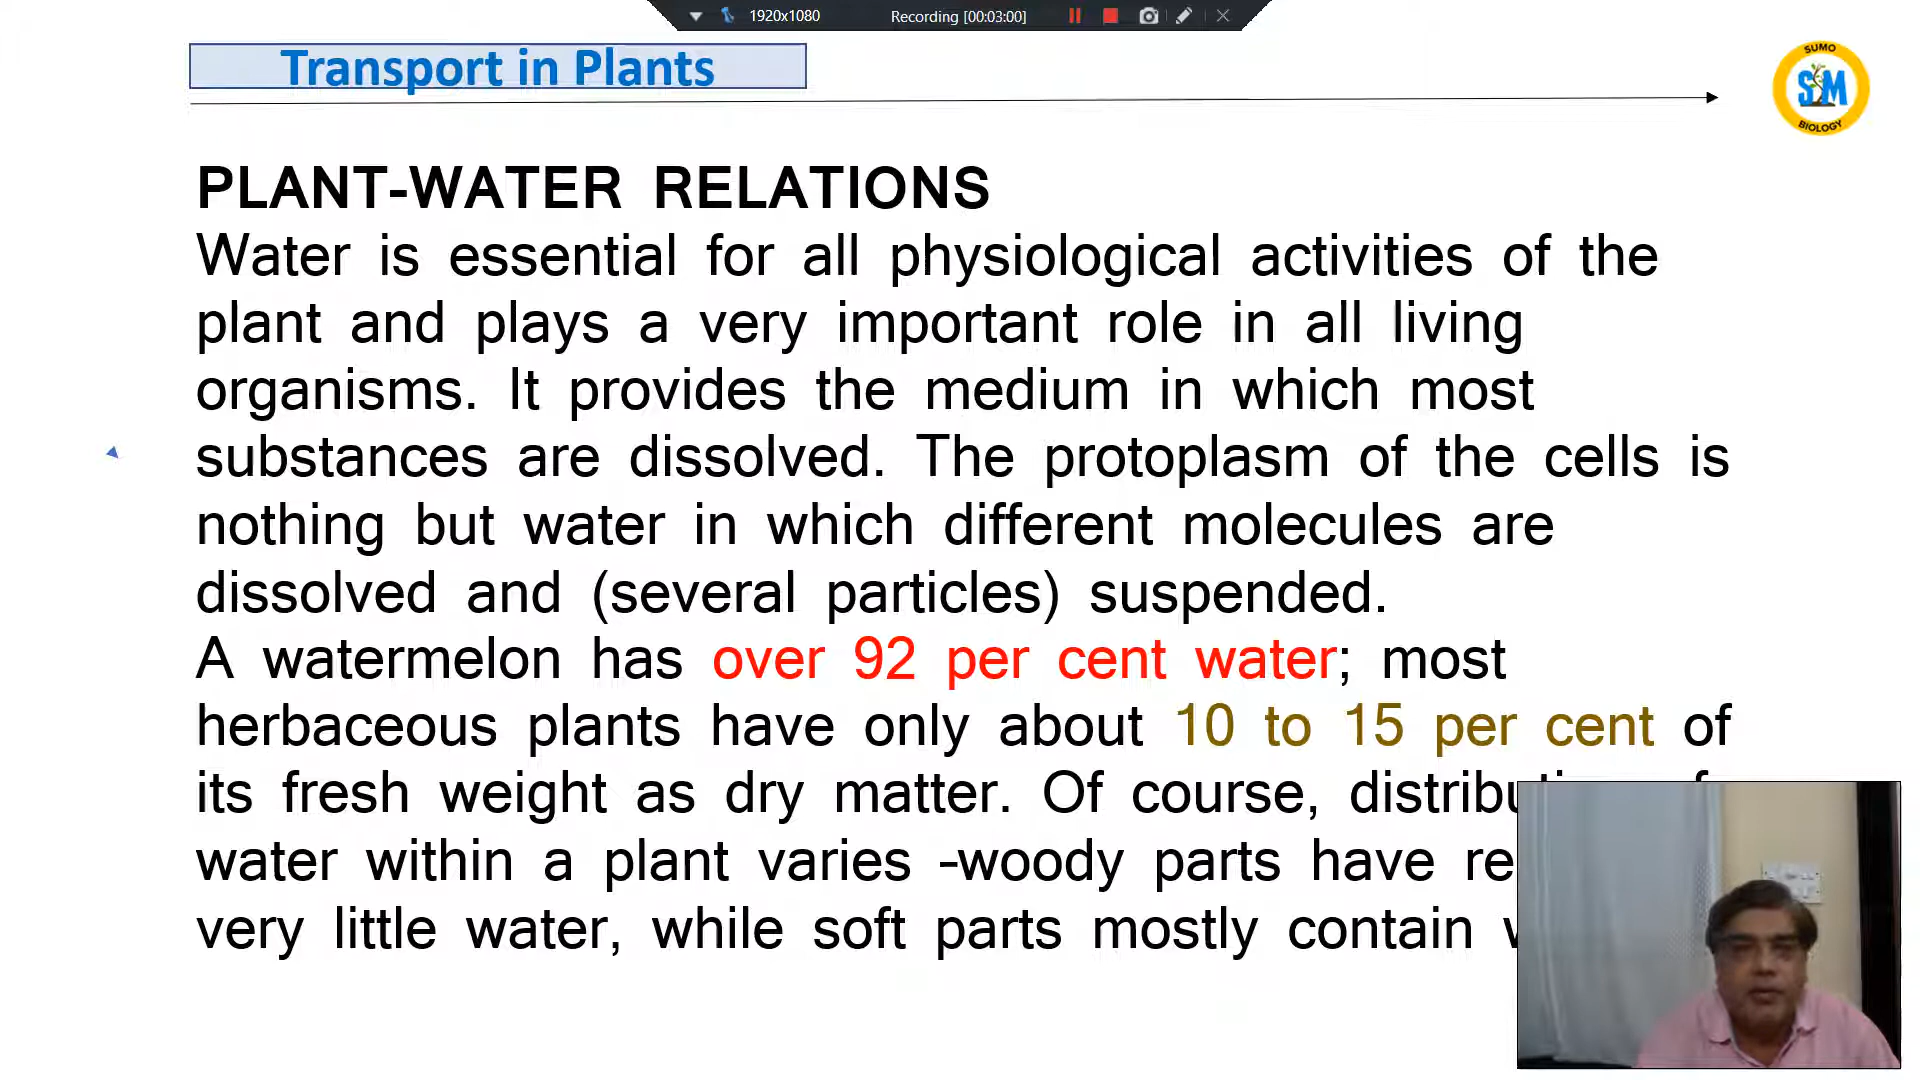 1920x1080 Recording [00:03:00]
Transport in Plants
SUMO
SM
BIOLOGY
PLANT-WATER RELATIONS
Water is essential for all physiological activities of the
plant and plays a very important role in all living
organisms. It provides the medium in which most
substances are dissolved. The protoplasm of the cells is
nothing but water in which different molecules are
dissolved and (several particles) suspended.
A watermelon has over 92 per cent water; most
herbaceous plants have only about 10 to 15 per cent of
its fresh weight as dry matter. Of course,
water within a plant varies –woody parts have
very little water, while soft parts mostly contain